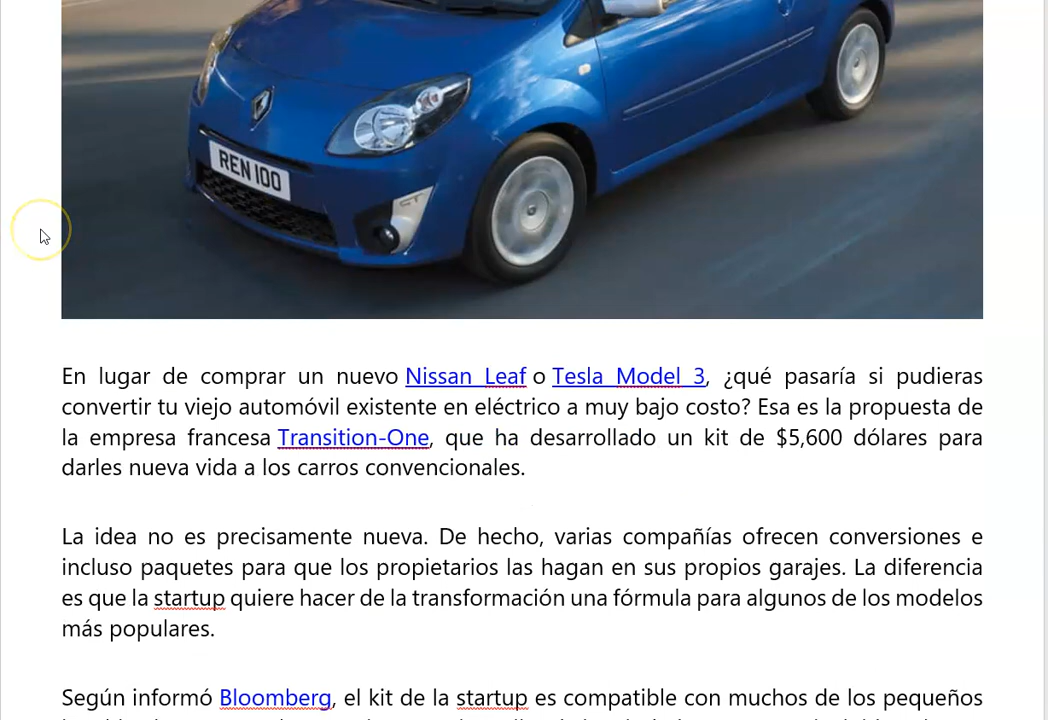 REN 100
En lugar de comprar un nuevo Nissan Leaf o Tesla Model 3, ¿qué pasaría si pudieras
convertir tu viejo automóvil existente en eléctrico a muy bajo costo? Esa es la propuesta de
la empresa francesa Transition-One, que ha desarrollado un kit de $5,600 dólares para
darles nueva vida a los carros convencionales.
La idea no es precisamente nueva. De hecho, varias compañías ofrecen conversiones e
incluso paquetes para que los propietarios las hagan en sus propios garajes. La diferencia
es que la startup quiere hacer de la transformación una fórmula para algunos de los modelos
más populares.
Según informó Bloomberg, el kit de la startup es compatible con muchos de los pequeños